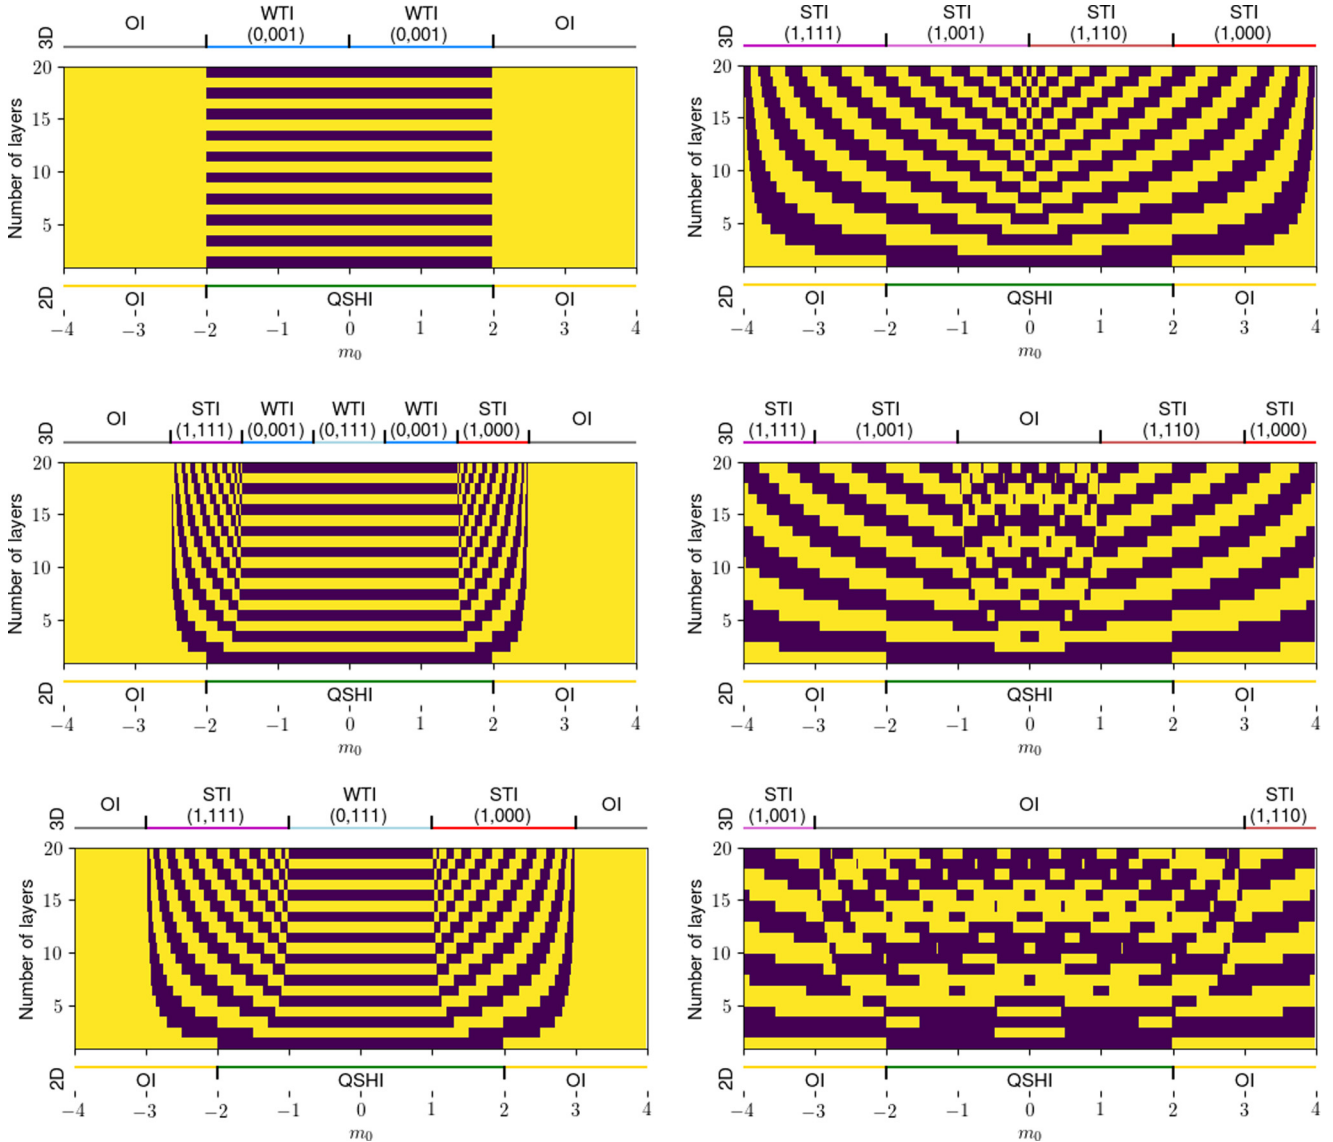 3D
OI
WTI
(0,001)
WTI
(0,001)
OI
Number of layers
20
15
10
5
2D
OI
QSHI
OI
−4 −3 −2 −1 0 1 2 3 4
m0
3D
STI
(1,111)
STI
(1,001)
STI
(1,110)
STI
(1,000)
Number of layers
20
15
10
5
2D
OI
QSHI
OI
−4 −3 −2 −1 0 1 2 3 4
m0
3D
OI
STI
(1,111)
WTI
(0,001)
WTI
(0,111)
WTI
(0,001)
STI
(1,000)
OI
Number of layers
20
15
10
5
2D
OI
QSHI
OI
−4 −3 −2 −1 0 1 2 3 4
m0
3D
STI
(1,111)
STI
(1,001)
OI
STI
(1,110)
STI
(1,000)
Number of layers
20
15
10
5
2D
OI
QSHI
OI
−4 −3 −2 −1 0 1 2 3 4
m0
3D
OI
STI
(1,111)
WTI
(0,111)
STI
(1,000)
OI
Number of layers
20
15
10
5
2D
OI
QSHI
OI
−4 −3 −2 −1 0 1 2 3 4
m0
3D
STI
(1,001)
OI
STI
(1,110)
Number of layers
20
15
10
5
2D
OI
QSHI
OI
−4 −3 −2 −1 0 1 2 3 4
m0